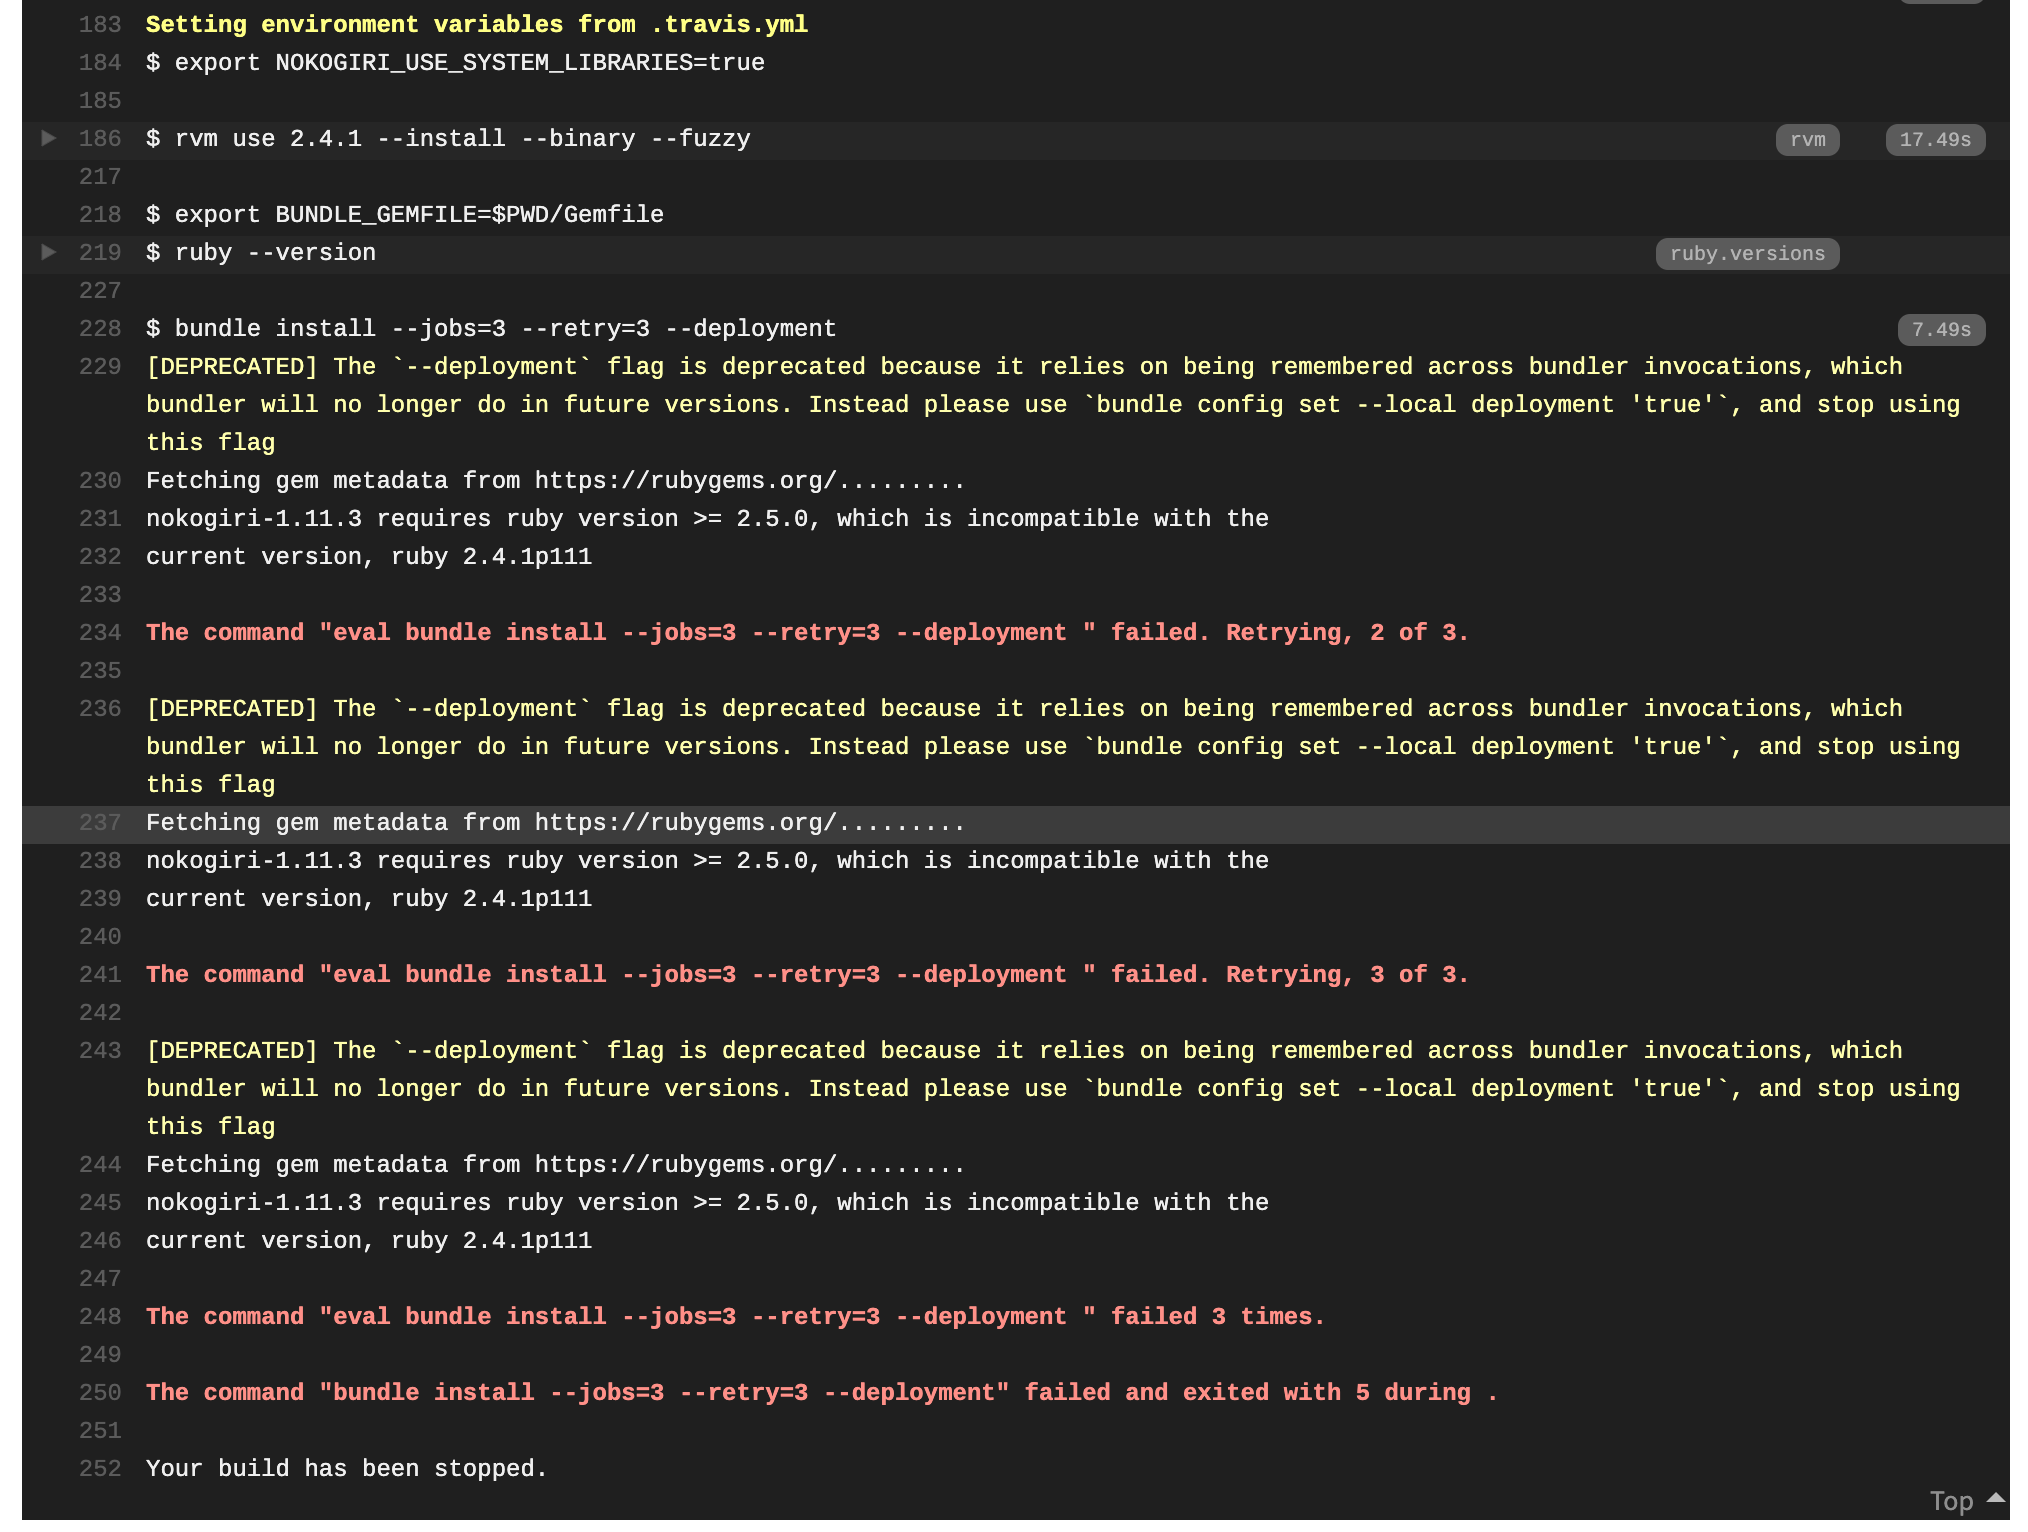 183 Setting environment variables from .travis.yml
184 $ export NOKOGIRI_USE_SYSTEM_LIBRARIES=true
185
186 $ rvm use 2.4.1 --install --binary --fuzzy rvm 17.49s
217
218 $ export BUNDLE_GEMFILE=$PWD/Gemfile
219 $ ruby --version ruby.versions
227
228 $ bundle install --jobs=3 --retry=3 --deployment 7.49s
229 [DEPRECATED] The `--deployment` flag is deprecated because it relies on being remembered across bundler invocations, which
bundler will no longer do in future versions. Instead please use `bundle config set --local deployment 'true'`, and stop using
this flag
230 Fetching gem metadata from https://rubygems.org/.........
231 nokogiri-1.11.3 requires ruby version >= 2.5.0, which is incompatible with the
232 current version, ruby 2.4.1p111
233
234 The command "eval bundle install --jobs=3 --retry=3 --deployment " failed. Retrying, 2 of 3.
235
236 [DEPRECATED] The `--deployment` flag is deprecated because it relies on being remembered across bundler invocations, which
bundler will no longer do in future versions. Instead please use `bundle config set --local deployment 'true'`, and stop using
this flag
237 Fetching gem metadata from https://rubygems.org/.........
238 nokogiri-1.11.3 requires ruby version >= 2.5.0, which is incompatible with the
239 current version, ruby 2.4.1p111
240
241 The command "eval bundle install --jobs=3 --retry=3 --deployment " failed. Retrying, 3 of 3.
242
243 [DEPRECATED] The `--deployment` flag is deprecated because it relies on being remembered across bundler invocations, which
bundler will no longer do in future versions. Instead please use `bundle config set --local deployment 'true'`, and stop using
this flag
244 Fetching gem metadata from https://rubygems.org/.........
245 nokogiri-1.11.3 requires ruby version >= 2.5.0, which is incompatible with the
246 current version, ruby 2.4.1p111
247
248 The command "eval bundle install --jobs=3 --retry=3 --deployment " failed 3 times.
249
250 The command "bundle install --jobs=3 --retry=3 --deployment" failed and exited with 5 during .
251
252 Your build has been stopped.
Top